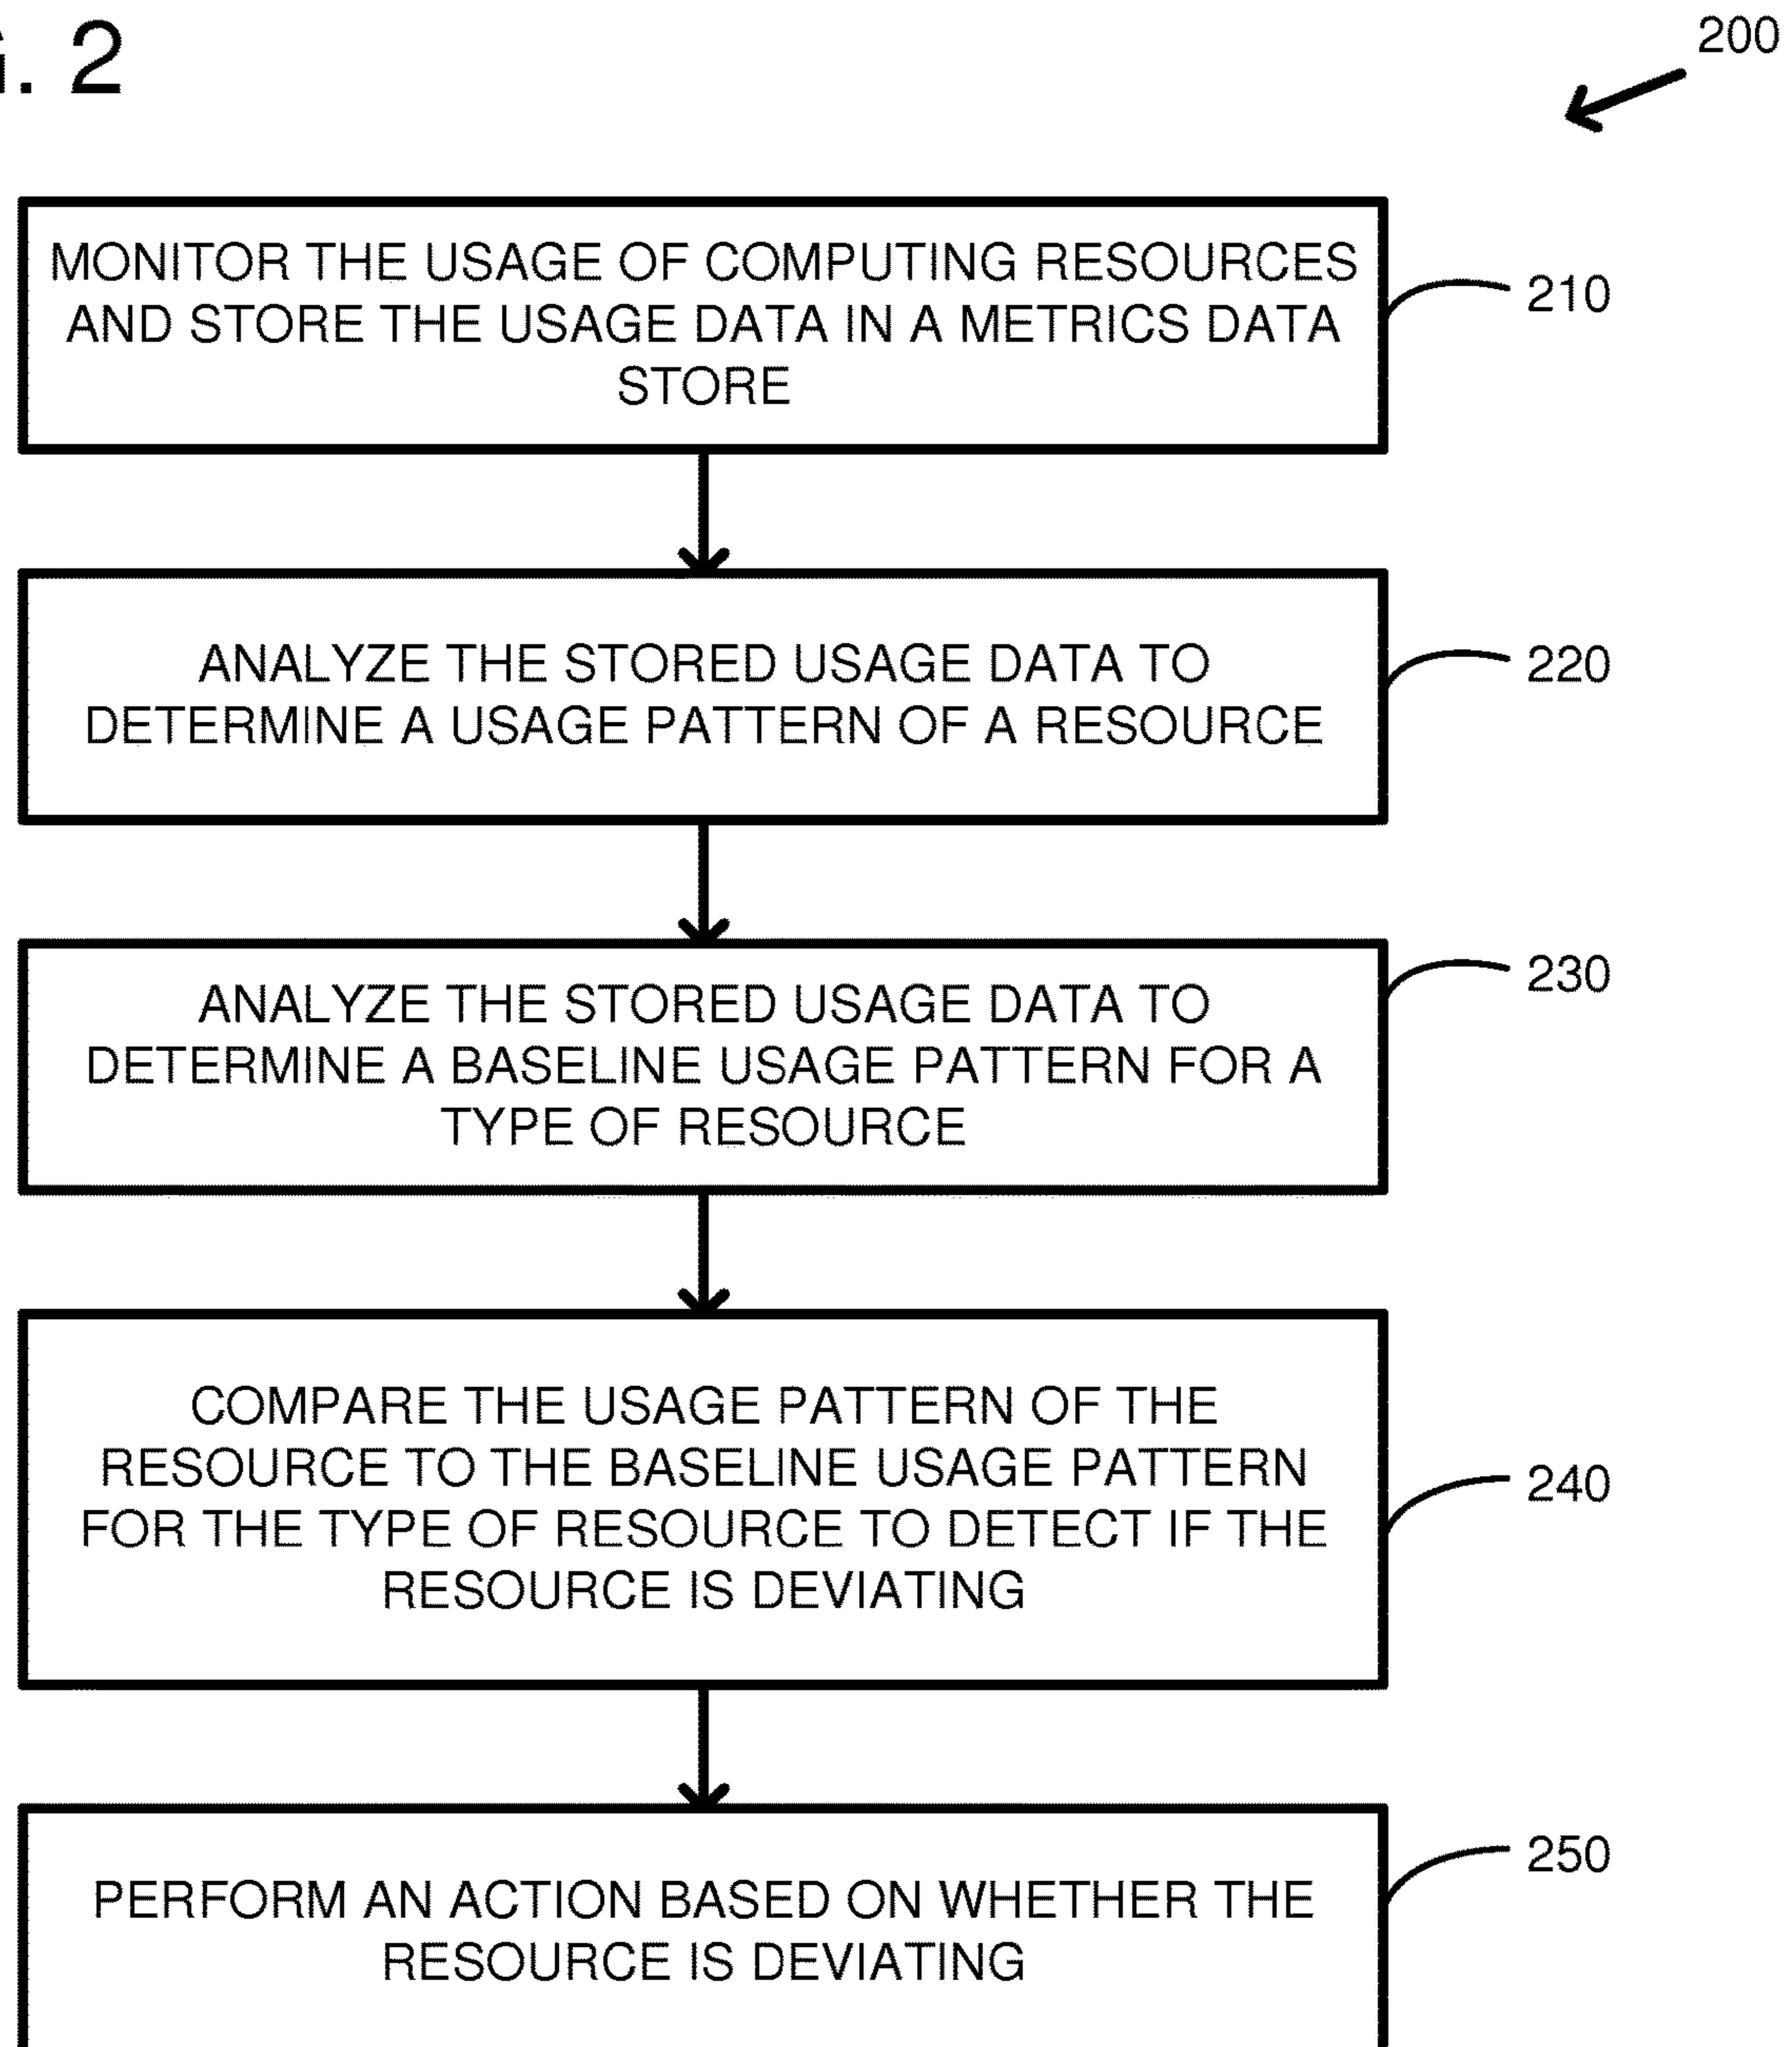 . 2
200
MONITOR THE USAGE OF COMPUTING RESOURCES
AND STORE THE USAGE DATA IN A METRICS DATA
STORE
210
ANALYZE THE STORED USAGE DATA TO
DETERMINE A USAGE PATTERN OF A RESOURCE
220
ANALYZE THE STORED USAGE DATA TO
DETERMINE A BASELINE USAGE PATTERN FOR A
TYPE OF RESOURCE
230
COMPARE THE USAGE PATTERN OF THE
RESOURCE TO THE BASELINE USAGE PATTERN
FOR THE TYPE OF RESOURCE TO DETECT IF THE
RESOURCE IS DEVIATING
240
PERFORM AN ACTION BASED ON WHETHER THE
RESOURCE IS DEVIATING
250